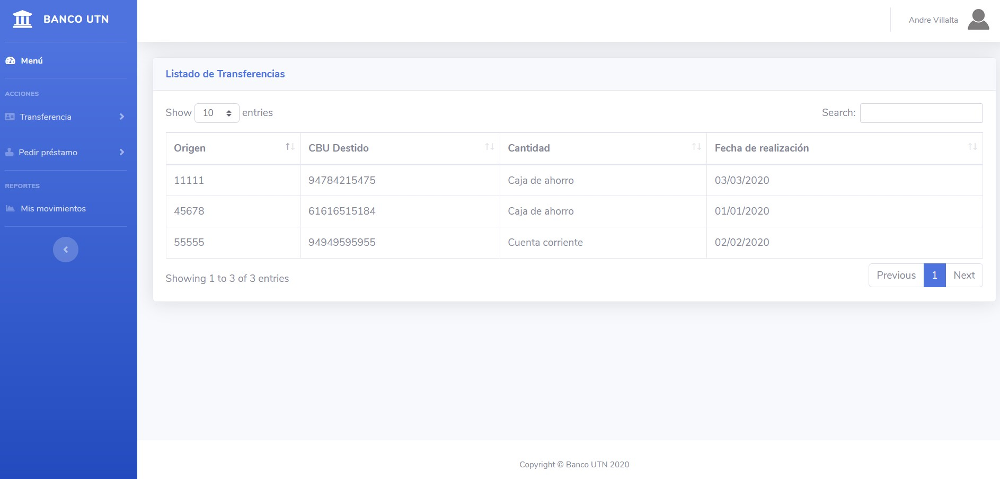 BANCO UTN
Andre Villalta
Menú
ACCIONES
Transferencia
Pedir préstamo
REPORTES
Mis movimientos
Listado de Transferencias
Show 10 entries
Search:
Origen CBU Destido Cantidad Fecha de realización
11111 94784215475 Caja de ahorro 03/03/2020
45678 61616515184 Caja de ahorro 01/01/2020
55555 94949595955 Cuenta corriente 02/02/2020
Showing 1 to 3 of 3 entries
Previous 1 Next
Copyright © Banco UTN 2020